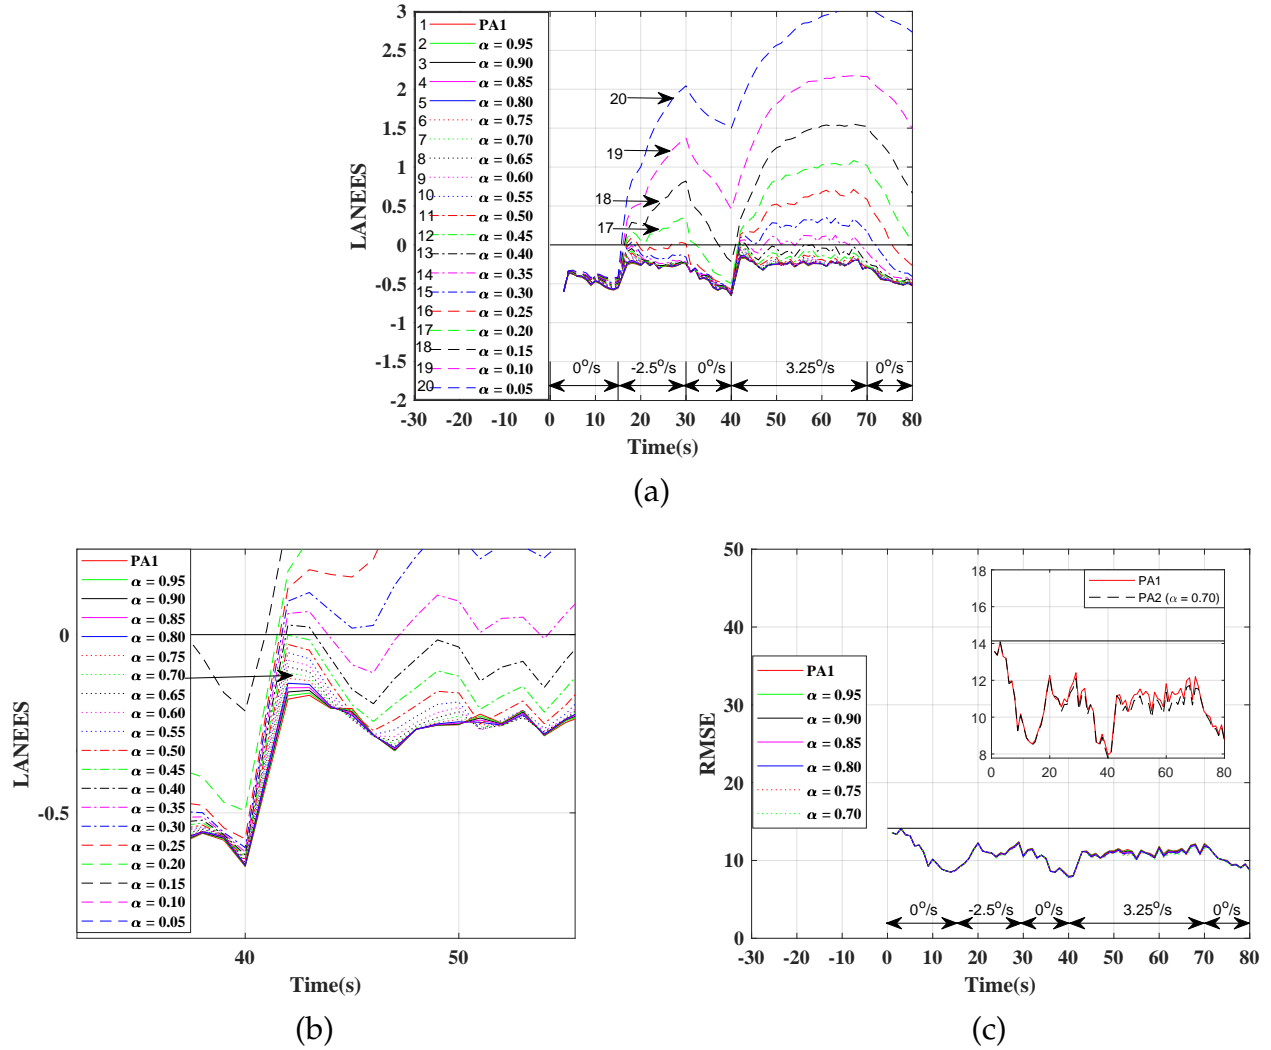 3
2.5
2
1.5
1
0.5
0
-0.5
-1
-1.5
-2
LANEES
1 PA1
2 α = 0.95
3 α = 0.90
4 α = 0.85
5 α = 0.80
6 α = 0.75
7 α = 0.70
8 α = 0.65
9 α = 0.60
10 α = 0.55
11 α = 0.50
12 α = 0.45
13 α = 0.40
14 α = 0.35
15 α = 0.30
16 α = 0.25
17 α = 0.20
18 α = 0.15
19 α = 0.10
20 α = 0.05
20
19
18
17
0°/s -2.5°/s 0°/s 3.25°/s 0°/s
-30 -20 -10 0 10 20 30 40 50 60 70 80
Time(s)
(a)
0
-0.5
LANEES
PA1
α = 0.95
α = 0.90
α = 0.85
α = 0.80
α = 0.75
α = 0.70
α = 0.65
α = 0.60
α = 0.55
α = 0.50
α = 0.45
α = 0.40
α = 0.35
α = 0.30
α = 0.25
α = 0.20
α = 0.15
α = 0.10
α = 0.05
40 50
Time(s)
(b)
50
40
30
20
10
0
RMSE
PA1
α = 0.95
α = 0.90
α = 0.85
α = 0.80
α = 0.75
α = 0.70
18
16
14
12
10
8
PA1
PA2 (α = 0.70)
0 20 40 60 80
0°/s -2.5°/s 0°/s 3.25°/s 0°/s
-30 -20 -10 0 10 20 30 40 50 60 70 80
Time(s)
(c)